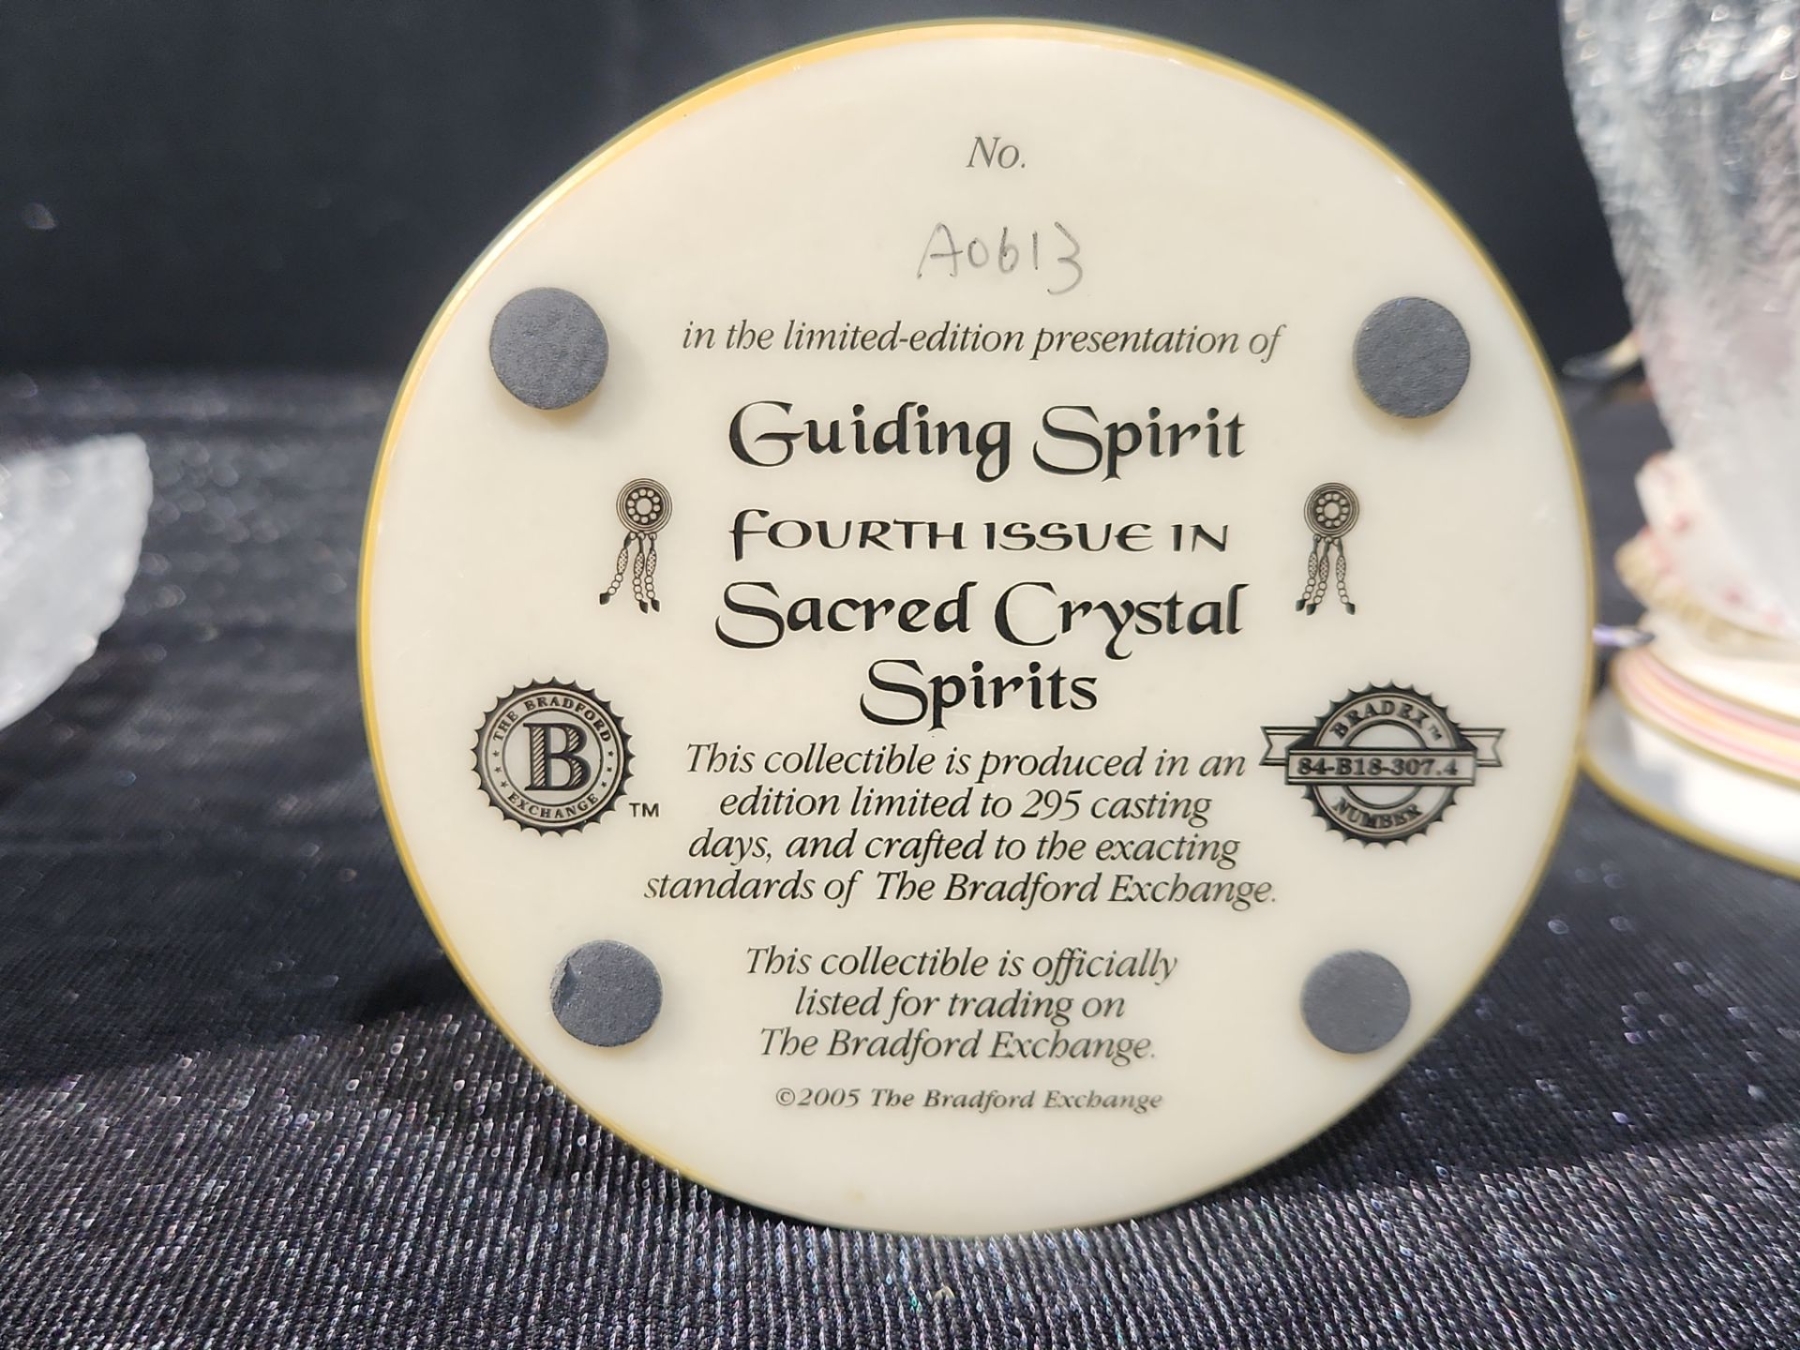 No.
A0613
in the limited-edition presentation of
Guiding Spirit
FOURTH ISSUE IN
Sacred Crystal
Spirits
THE BRADFORD
B
EXCHANGE
TM
BRADEX™
84-B18-307.4
NUMBER
This collectible is produced in an
edition limited to 295 casting
days, and crafted to the exacting
standards of The Bradford Exchange.
This collectible is officially
listed for trading on
The Bradford Exchange.
©2005 The Bradford Exchange